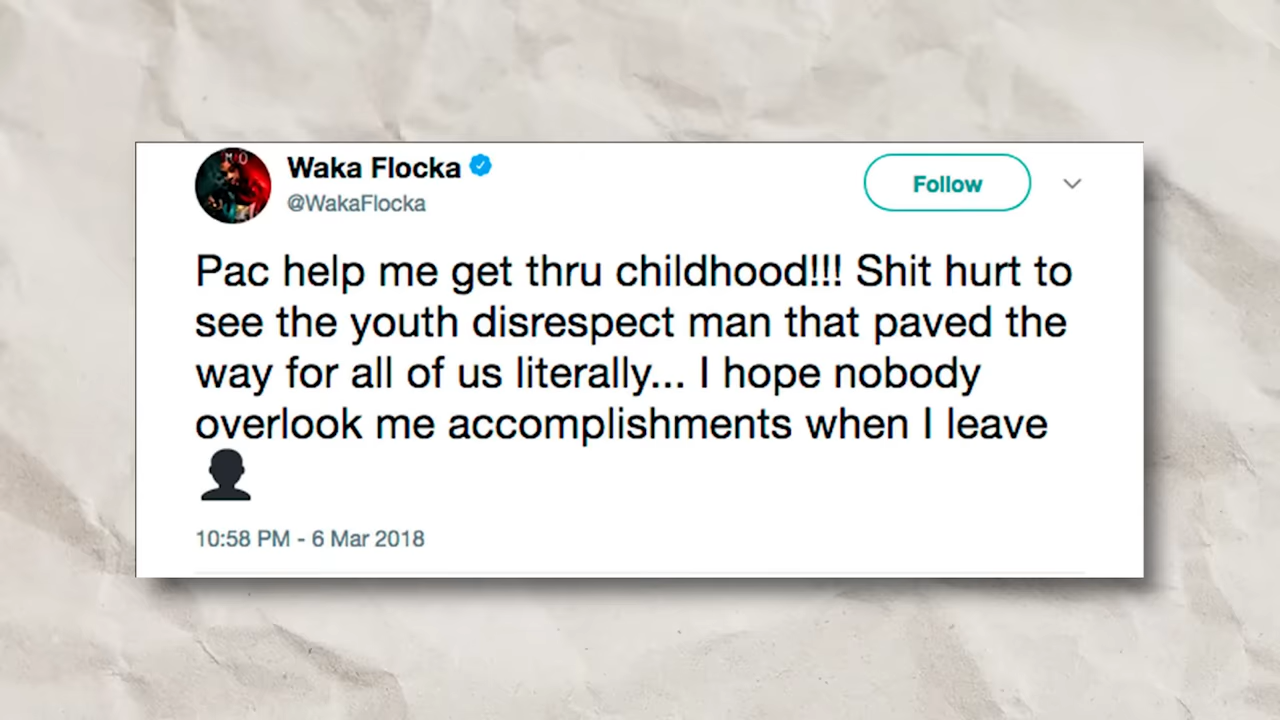 Waka Flocka
@WakaFlocka
Follow
Pac help me get thru childhood!!! Shit hurt to
see the youth disrespect man that paved the
way for all of us literally... I hope nobody
overlook me accomplishments when I leave
👤
10:58 PM - 6 Mar 2018